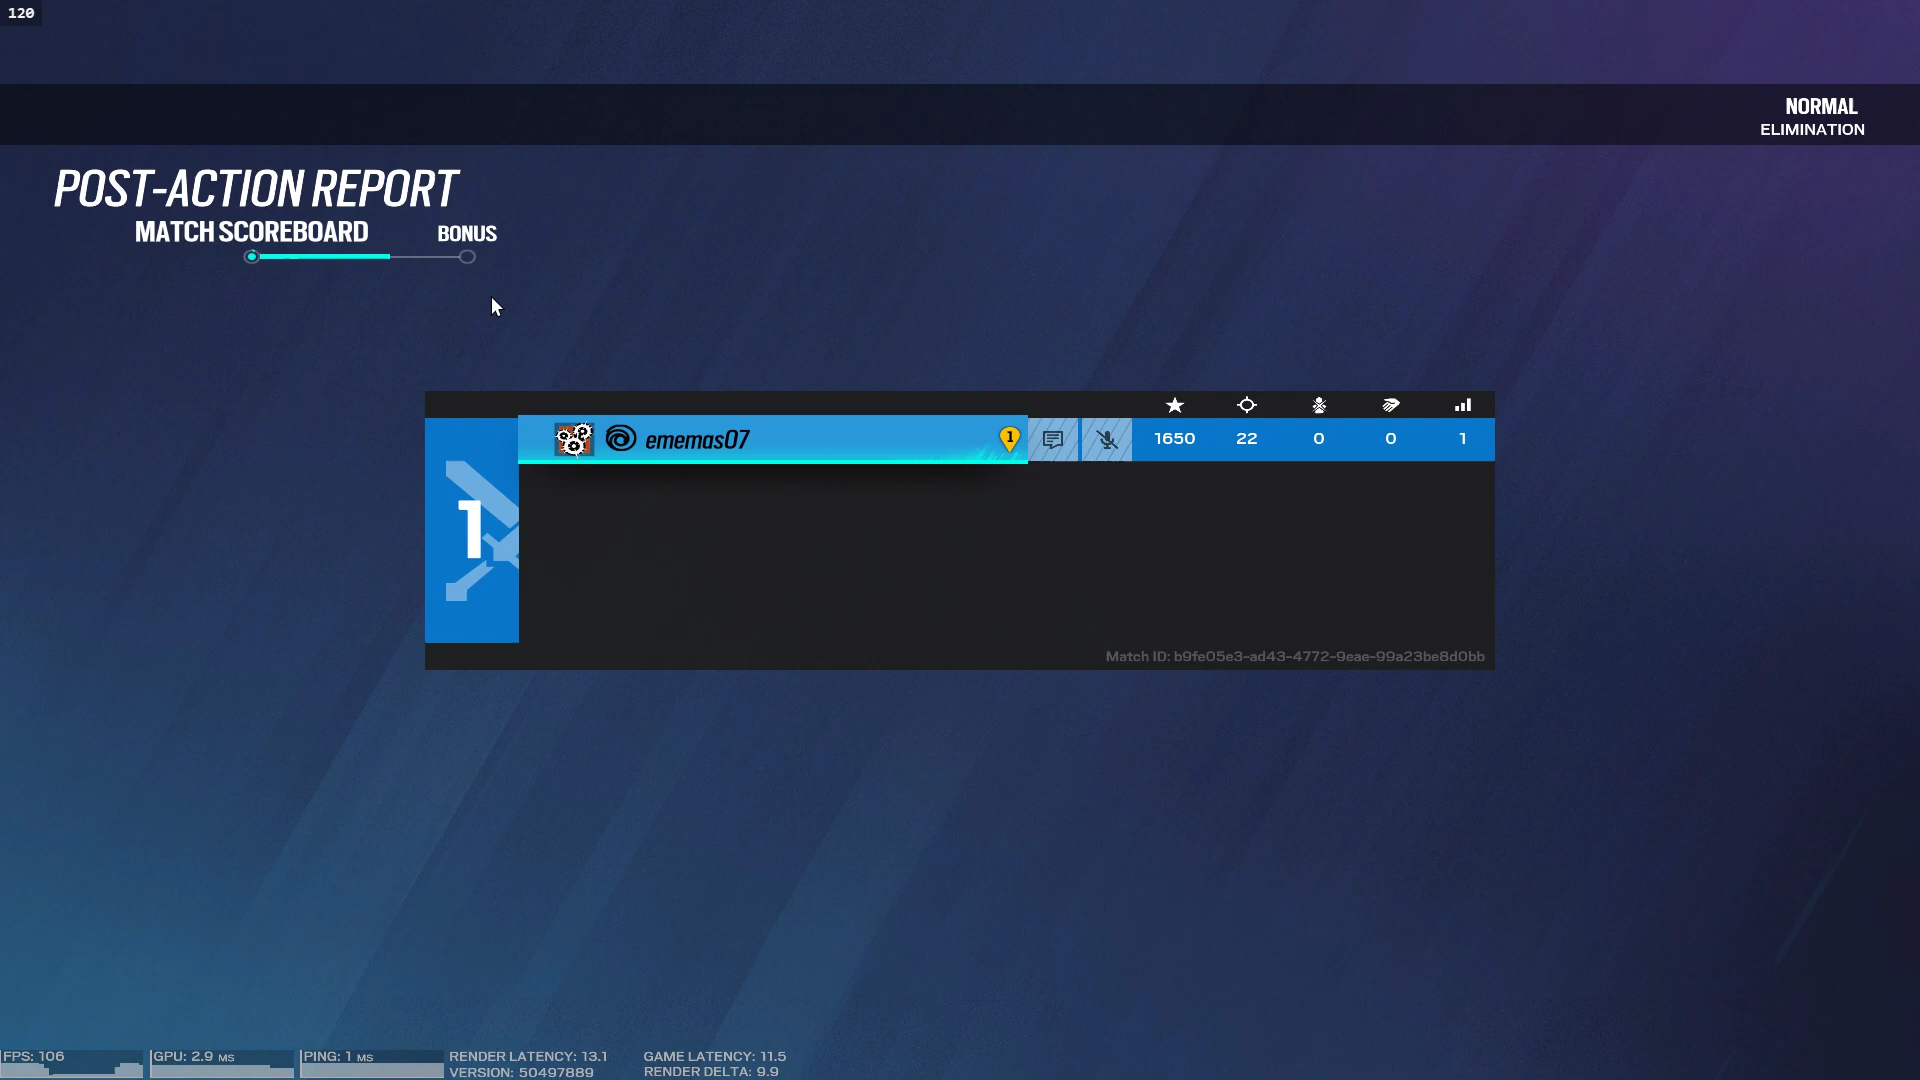 120
NORMAL
ELIMINATION
POST-ACTION REPORT
MATCH SCOREBOARD BONUS
ememas07 1 1650 22 0 0 1
1
Match ID: b9fe05e3-ad43-4772-9eae-99a23be8d0bb
FPS: 106 GPU: 2.9 MS PING: 1 MS RENDER LATENCY: 13.1 GAME LATENCY: 11.5
VERSION: 50497889 RENDER DELTA: 9.9